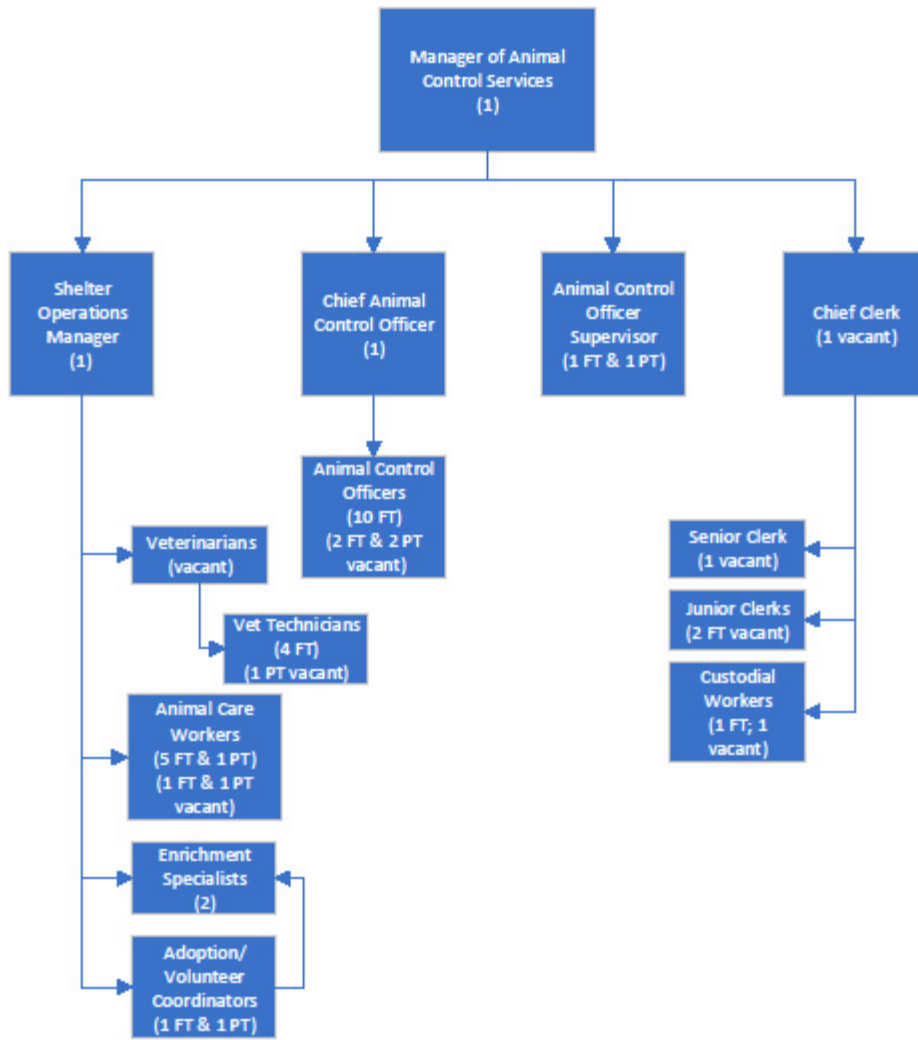 Manager of Animal
Control Services
(1)
Shelter
Operations
Manager
(1)
Chief Animal
Control Officer
(1)
Animal Control
Officer
Supervisor
(1 FT & 1 PT)
Chief Clerk
(1 vacant)
Animal Control
Officers
(10 FT)
(2 FT & 2 PT
vacant)
Veterinarians
(vacant)
Vet Technicians
(4 FT)
(1 PT vacant)
Animal Care
Workers
(5 FT & 1 PT)
(1 FT & 1 PT
vacant)
Enrichment
Specialists
(2)
Adoption/
Volunteer
Coordinators
(1 FT & 1 PT)
Senior Clerk
(1 vacant)
Junior Clerks
(2 FT vacant)
Custodial
Workers
(1 FT; 1
vacant)